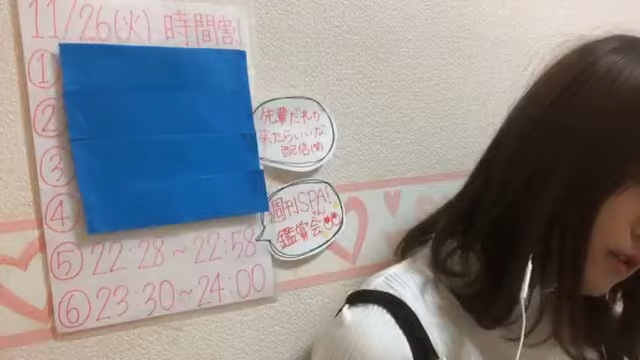 11/26(火) 時間割
①
②
③
④
⑤ 22:28~22:58
⑥ 23:30~24:00
先輩だれか
来たらいいな
配信(笑)
週刊SPA!
鑑賞会